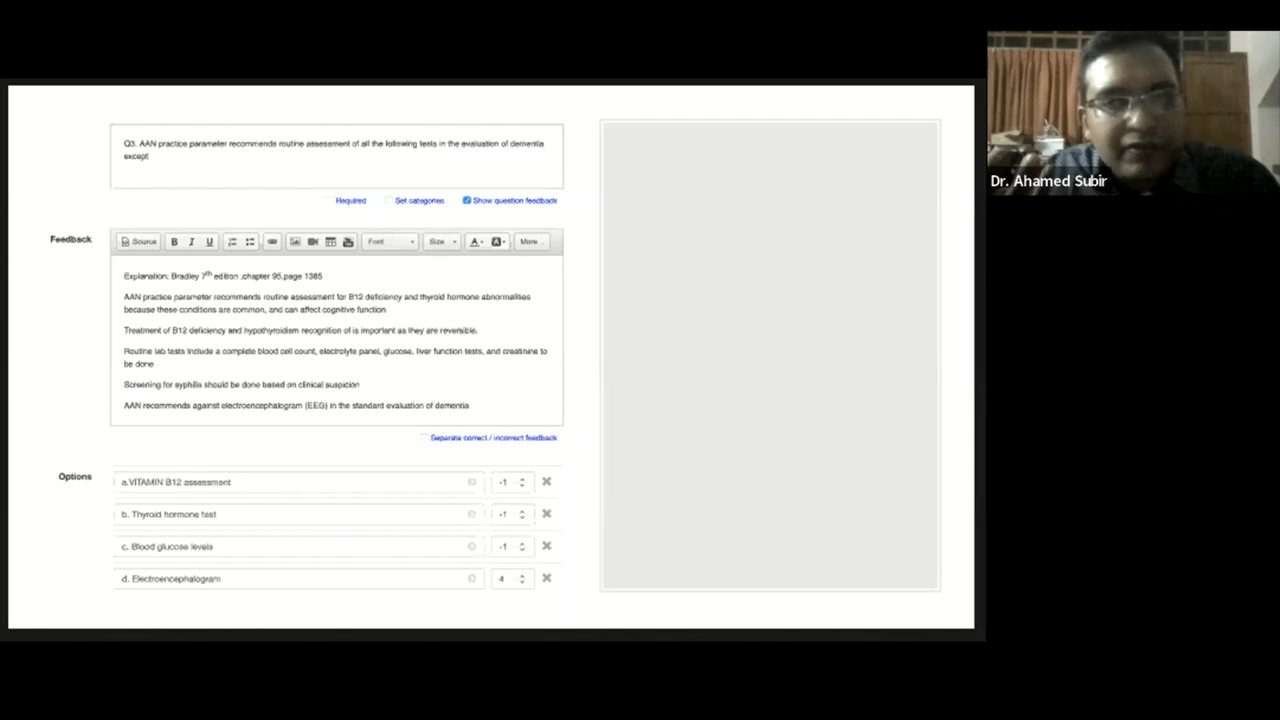 Q3. AAN practice parameter recommends routine assessment of all the following tests in the evaluation of dementia
except
Required Set categories Show question feedback
Feedback
Source B I U Font Size A A More...
Explanation: Bradley 7th edition ,chapter 95,page 1385
AAN practice parameter recommends routine assessment for B12 deficiency and thyroid hormone abnormalities
because these conditions are common, and can affect cognitive function
Treatment of B12 deficiency and hypothyroidism recognition of is important as they are reversible.
Routine lab tests include a complete blood cell count, electrolyte panel, glucose, liver function tests, and creatinine to
be done
Screening for syphilis should be done based on clinical suspicion
AAN recommends against electroencephalogram (EEG) in the standard evaluation of dementia
Separate correct / incorrect feedback
Options
a.VITAMIN B12 assessment -1
b. Thyroid hormone test -1
c. Blood glucose levels -1
d. Electroencephalogram 4
Dr. Ahamed Subir